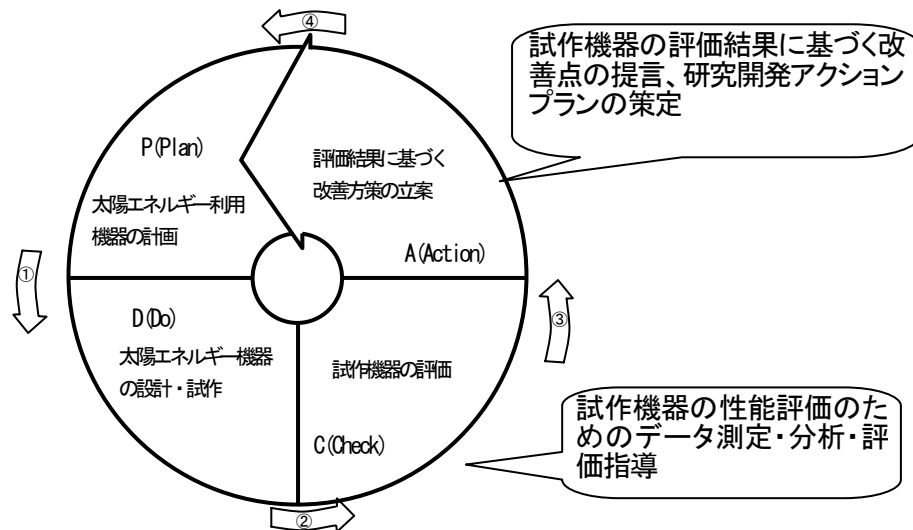 ④
試作機器の評価結果に基づく改
善点の提言、研究開発アクション
プランの策定
P(Plan)
太陽エネルギー利用
機器の計画
評価結果に基づく
改善方策の立案
A(Action)
①
D(Do)
太陽エネルギー機器
の設計・試作
試作機器の評価
C(Check)
③
試作機器の性能評価のた
めのデータ測定・分析・評
価指導
②